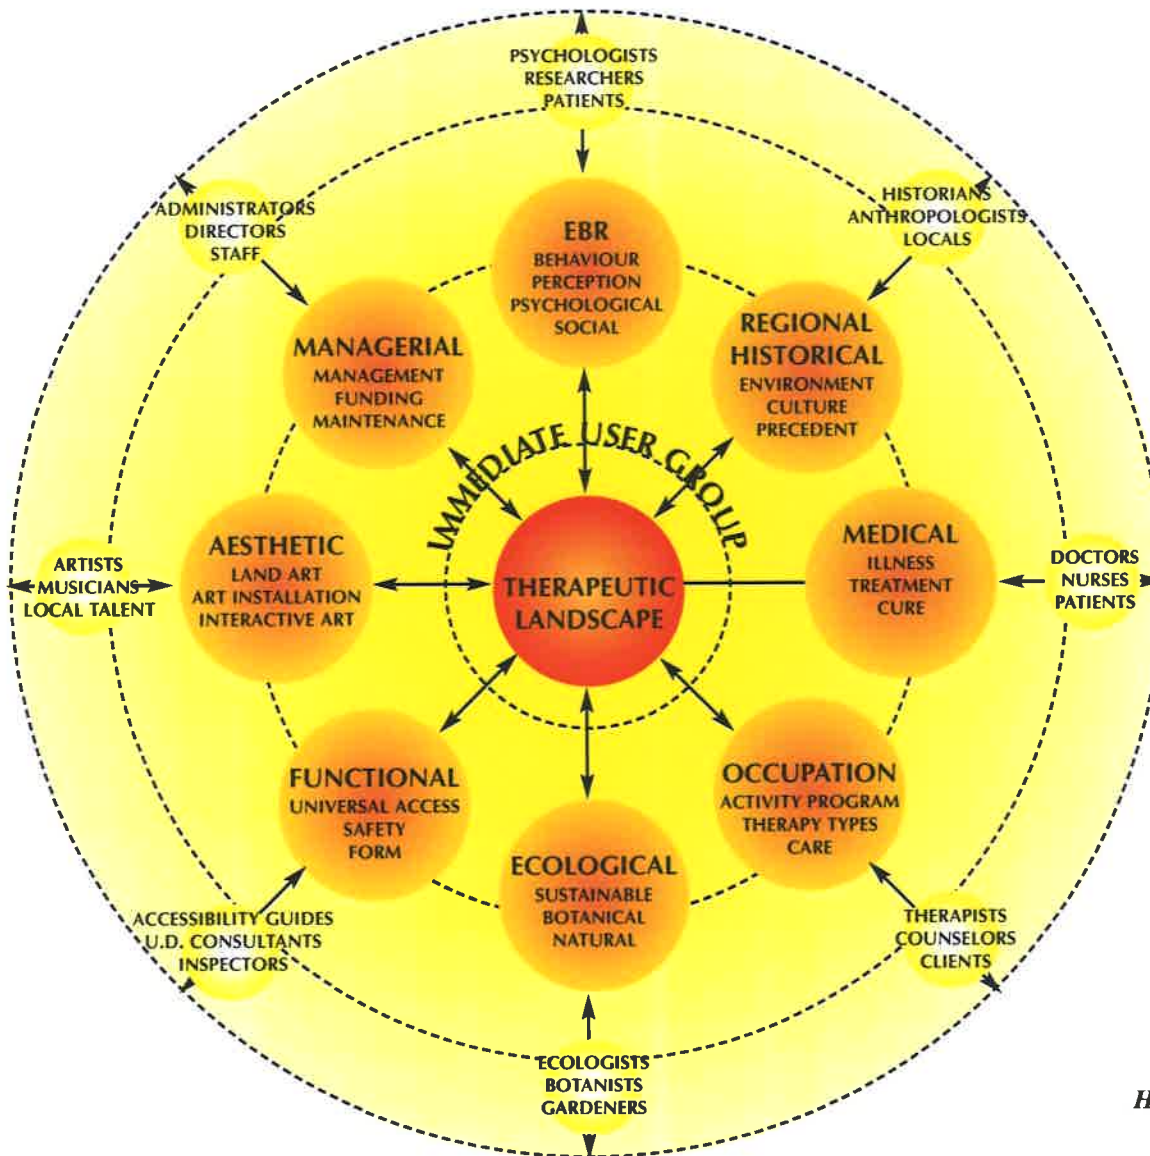 PSYCHOLOGISTS
RESEARCHERS
PATIENTS
ADMINISTRATORS
DIRECTORS
STAFF
HISTORIANS
ANTHROPOLOGISTS
LOCALS
EBR
BEHAVIOUR
PERCEPTION
PSYCHOLOGICAL
SOCIAL
MANAGERIAL
MANAGEMENT
FUNDING
MAINTENANCE
REGIONAL
HISTORICAL
ENVIRONMENT
CULTURE
PRECEDENT
IMMEDIATE USER GROUP
AESTHETIC
LAND ART
ART INSTALLATION
INTERACTIVE ART
THERAPEUTIC
LANDSCAPE
MEDICAL
ILLNESS
TREATMENT
CURE
ARTISTS
MUSICIANS
LOCAL TALENT
DOCTORS
NURSES
PATIENTS
FUNCTIONAL
UNIVERSAL ACCESS
SAFETY
FORM
OCCUPATION
ACTIVITY PROGRAM
THERAPY TYPES
CARE
ECOLOGICAL
SUSTAINABLE
BOTANICAL
NATURAL
ACCESSIBILITY GUIDES
U.D. CONSULTANTS
INSPECTORS
THERAPISTS
COUNSELORS
CLIENTS
ECOLOGISTS
BOTANISTS
GARDENERS
H